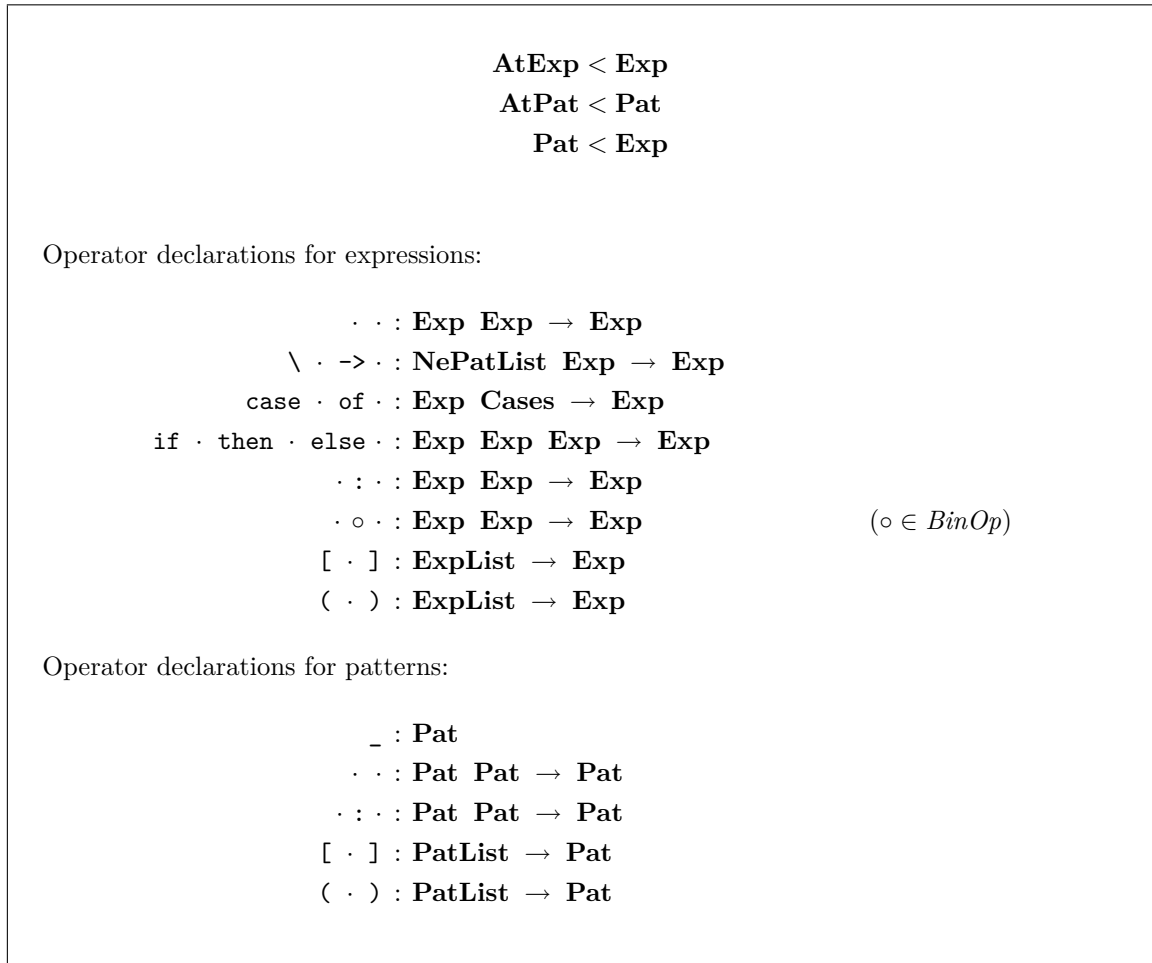 AtExp < Exp
AtPat < Pat
Pat < Exp
Operator declarations for expressions:
· · : Exp Exp → Exp
\ · -> · : NePatList Exp → Exp
case · of · : Exp Cases → Exp
if · then · else · : Exp Exp Exp → Exp
· : · : Exp Exp → Exp
· ∘ · : Exp Exp → Exp (∘ ∈ BinOp)
[ · ] : ExpList → Exp
( · ) : ExpList → Exp
Operator declarations for patterns:
_ : Pat
· · : Pat Pat → Pat
· : · : Pat Pat → Pat
[ · ] : PatList → Pat
( · ) : PatList → Pat